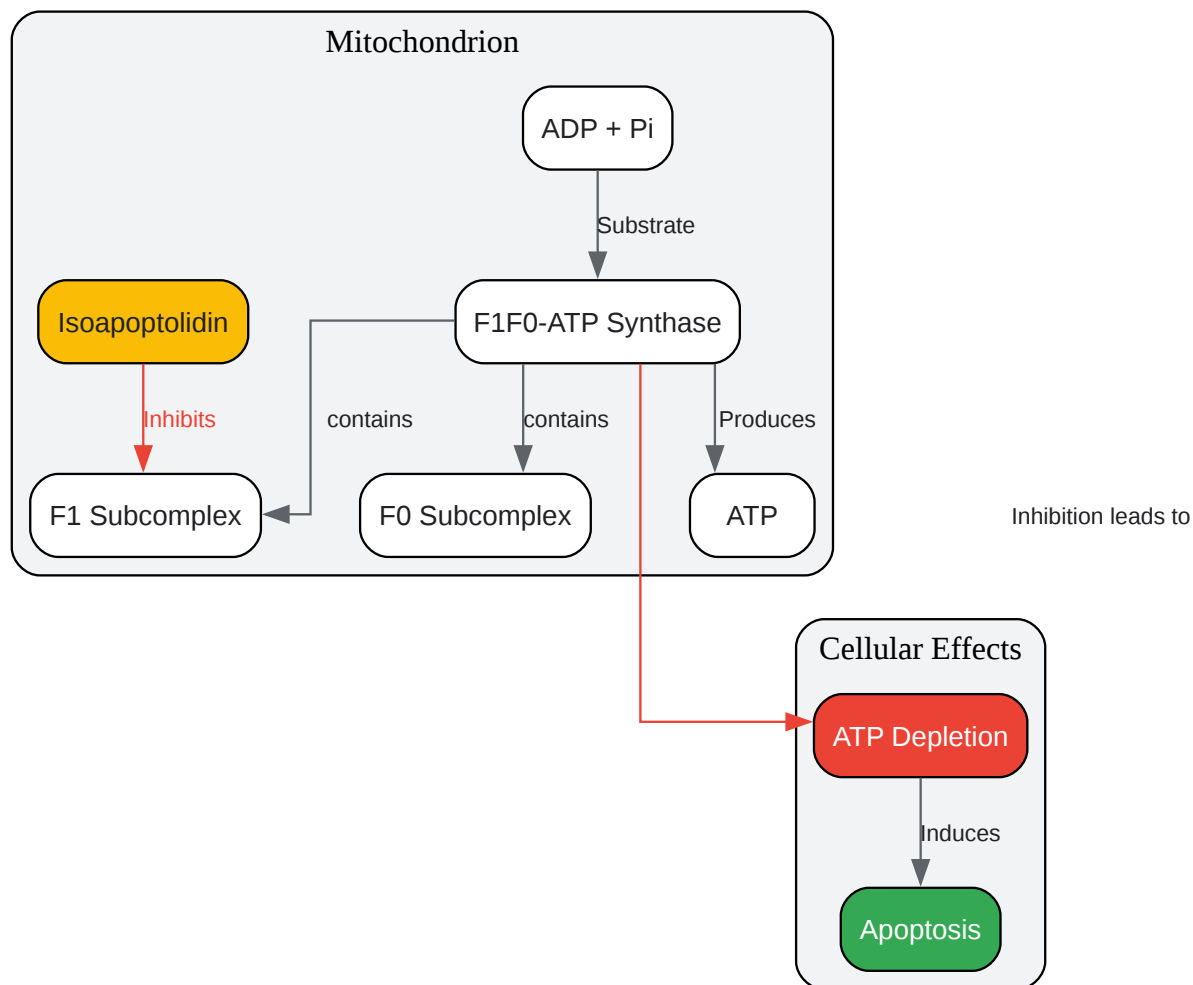 Mitochondrion
ADP + Pi
Substrate
Isoapoptolidin
F1F0-ATP Synthase
Inhibits
contains
contains
Produces
F1 Subcomplex
F0 Subcomplex
ATP
Inhibition leads to
Cellular Effects
ATP Depletion
Induces
Apoptosis